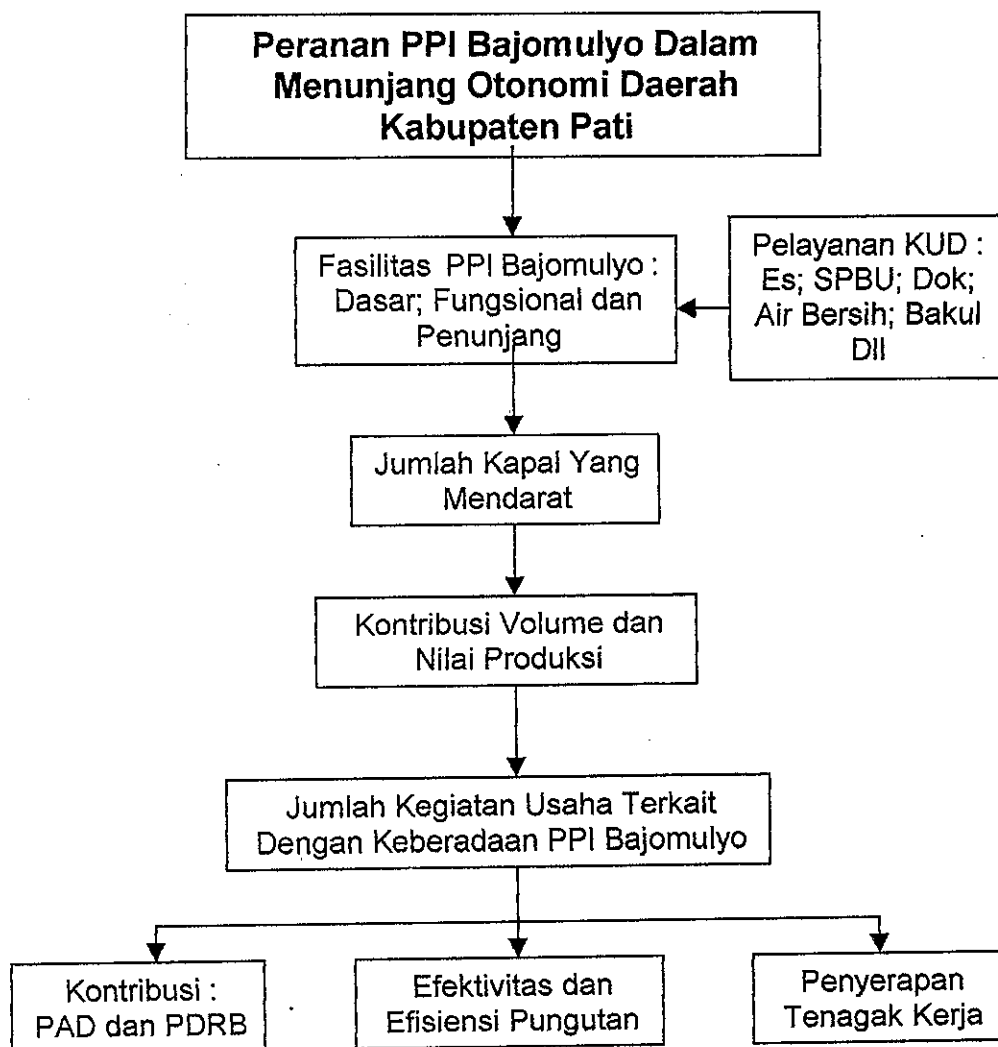 Peranan PPI Bajomulyo Dalam
Menunjang Otonomi Daerah
Kabupaten Pati
Fasilitas PPI Bajomulyo :
Dasar; Fungsional dan
Penunjang
Pelayanan KUD :
Es; SPBU; Dok;
Air Bersih; Bakul
Dll
Jumlah Kapal Yang
Mendarat
Kontribusi Volume dan
Nilai Produksi
Jumlah Kegiatan Usaha Terkait
Dengan Keberadaan PPI Bajomulyo
Kontribusi :
PAD dan PDRB
Efektivitas dan
Efisiensi Pungutan
Penyerapan
Tenagak Kerja